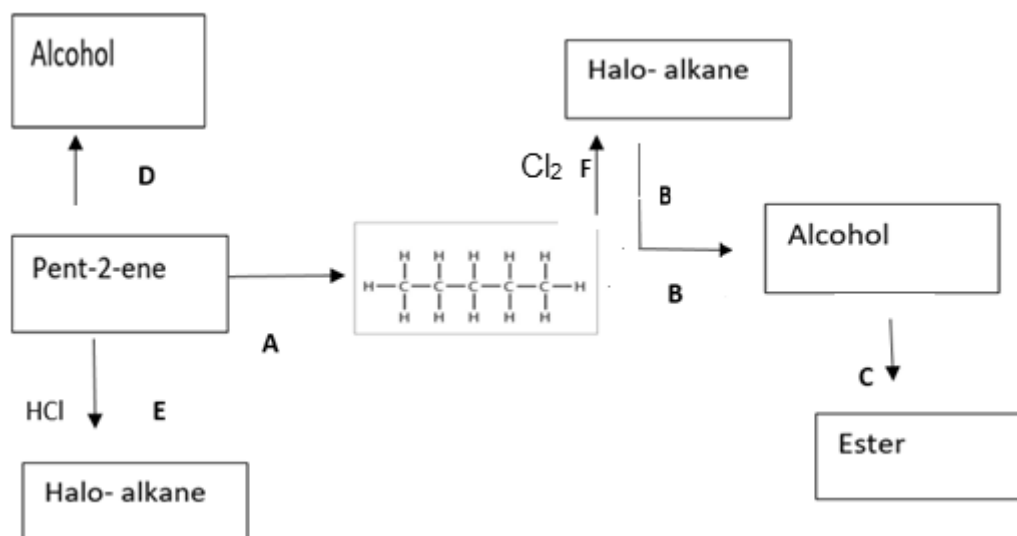 Alcohol
Halo- alkane
Cl₂ F
D
B
Alcohol
Pent-2-ene
H H H H H
H-C-C-C-C-C-H
H H H H H
B
A
C
HCl E
Ester
Halo- alkane